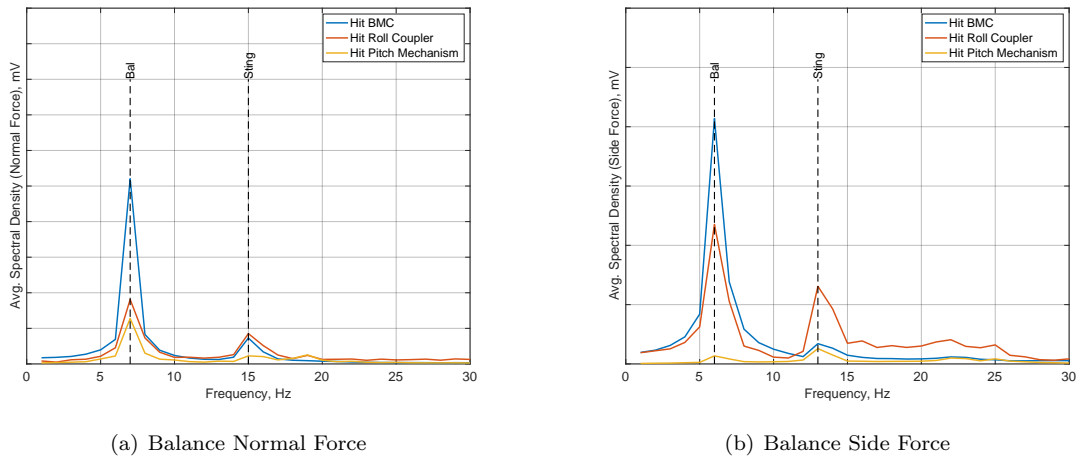 Hit BMC
Hit Roll Coupler
Hit Pitch Mechanism
Bal
Sting
Avg. Spectral Density (Normal Force), mV
0 5 10 15 20 25 30
Frequency, Hz
(a) Balance Normal Force
Hit BMC
Hit Roll Coupler
Hit Pitch Mechanism
Bal
Sting
Avg. Spectral Density (Side Force), mV
0 5 10 15 20 25 30
Frequency, Hz
(b) Balance Side Force